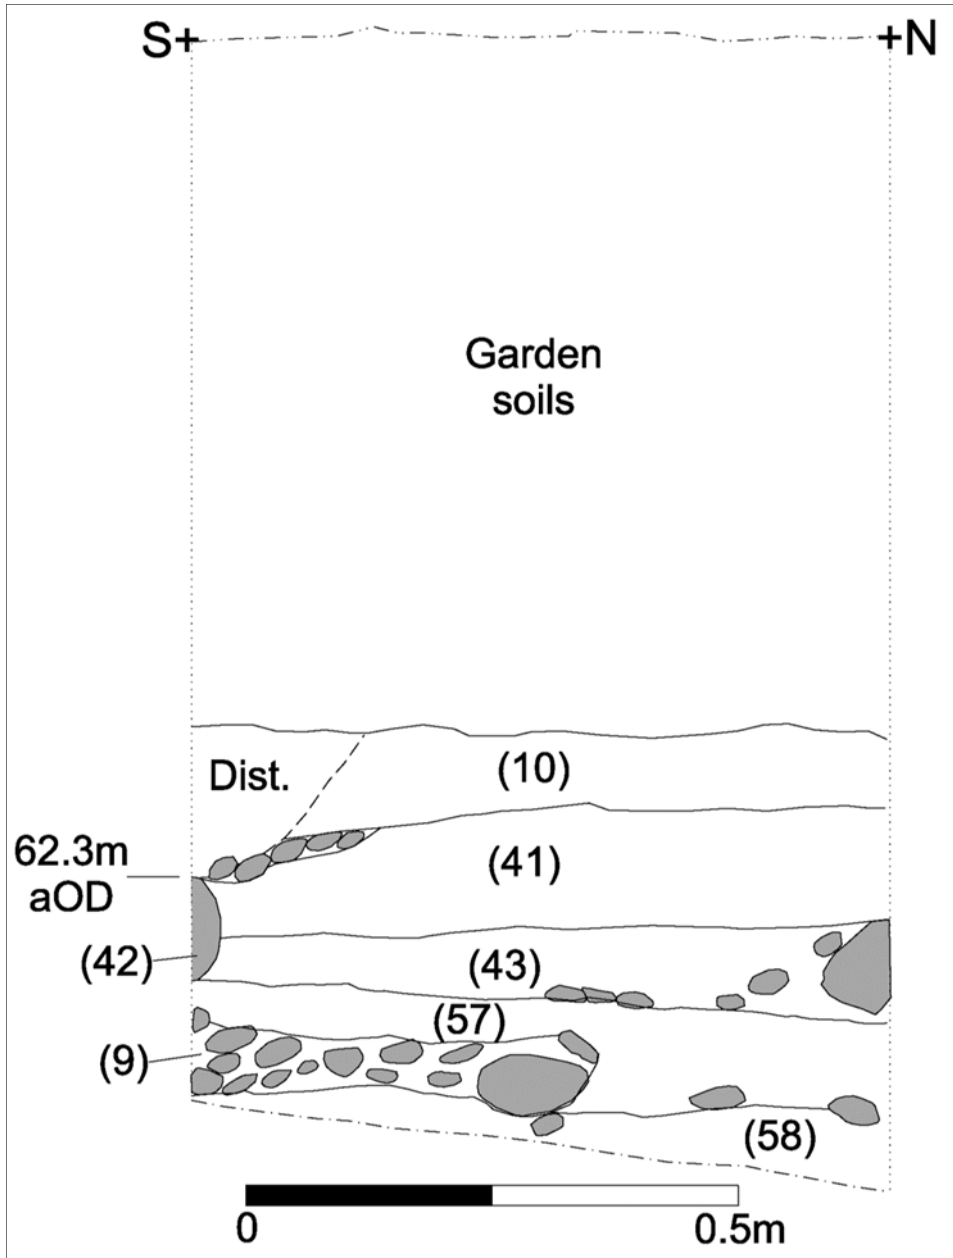 S+ +N
Garden
soils
Dist.
(10)
62.3m
aOD
(41)
(42)
(43)
(57)
(9)
(58)
0 0.5m